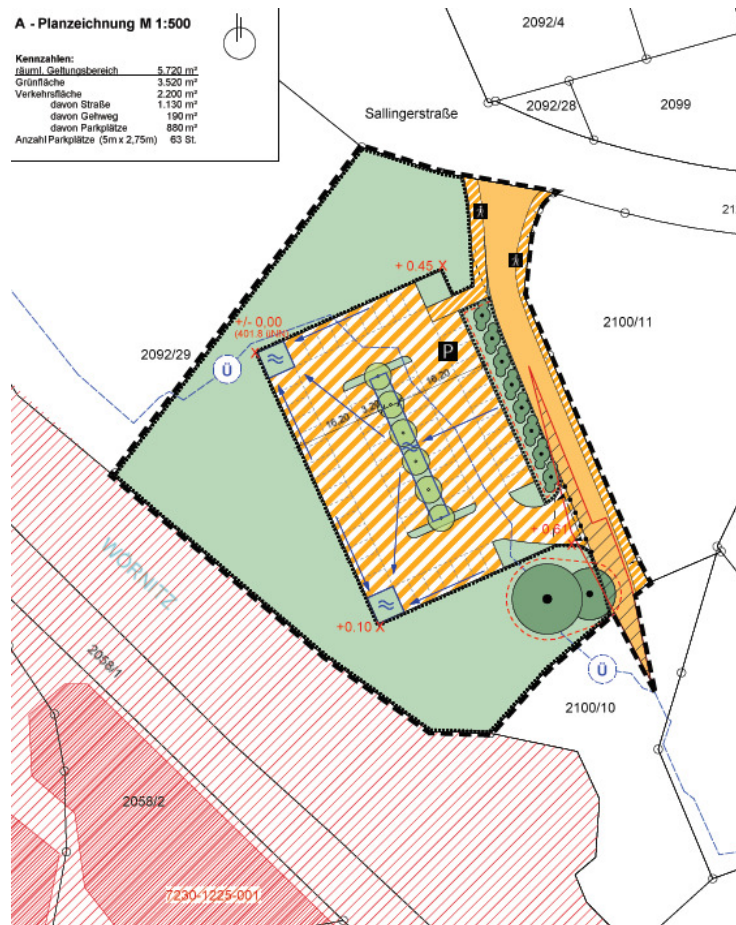 A - Planzeichnung M 1:500
Kennzahlen:
räuml. Geltungsbereich 5.720 m²
Grünfläche 3.520 m²
Verkehrsfläche 2.200 m²
davon Straße 1.130 m²
davon Gehweg 190 m²
davon Parkplätze 880 m²
Anzahl Parkplätze (5m x 2,75m) 63 St.
2092/4
2092/28
2099
Sallingerstraße
2100/11
+ 0.45 X
+/- 0,00
(401.8 üNN)
X
2092/29
Ü
P
16,20
3,20
16,20
+ 0,61
X
+0.10 X
WÖRNITZ
2058/1
Ü
2100/10
2058/2
7230-1225-001